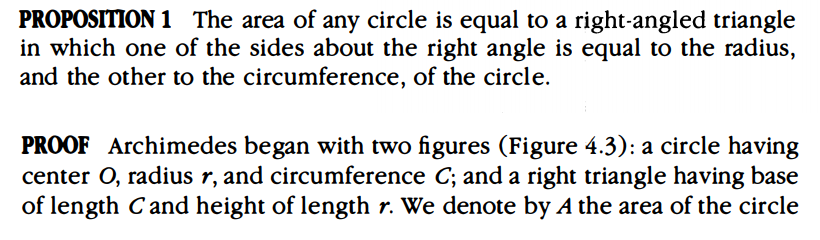 PROPOSITION 1 The area of any circle is equal to a right-angled triangle
in which one of the sides about the right angle is equal to the radius,
and the other to the circumference, of the circle.
PROOF Archimedes began with two figures (Figure 4.3): a circle having
center O, radius r, and circumference C; and a right triangle having base
of length C and height of length r. We denote by A the area of the circle